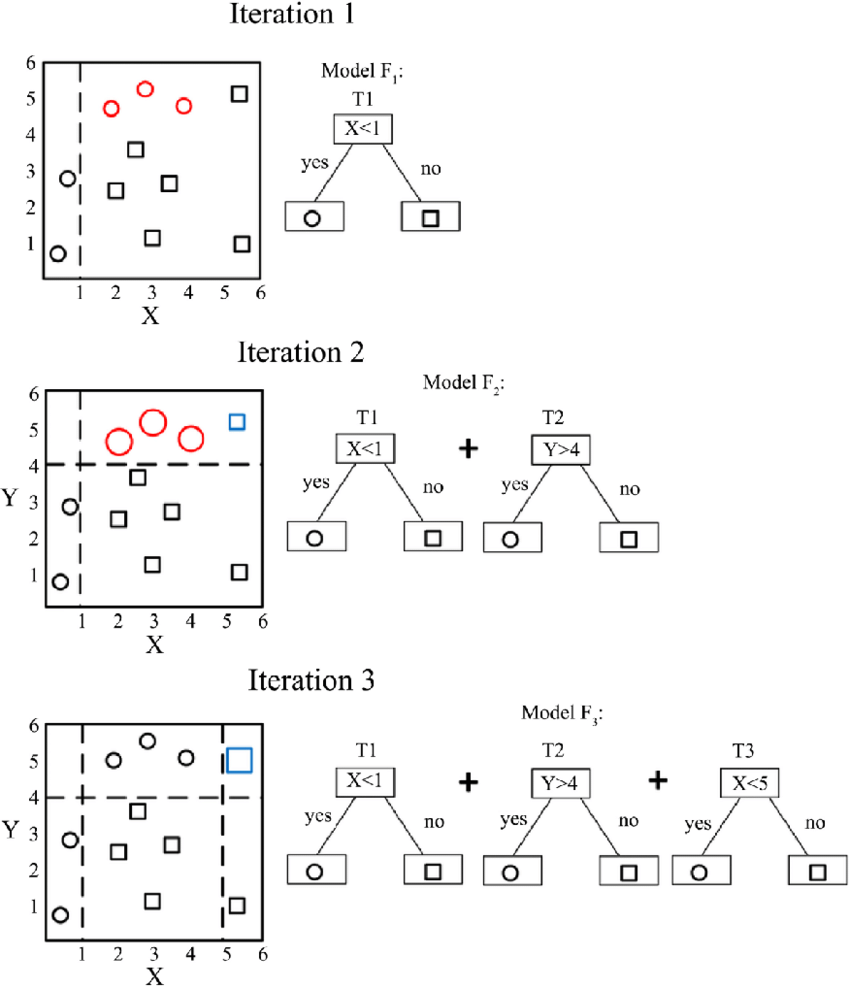 Iteration 1
Model F1:
T1
X<1
yes
no
6
5
4
3
2
1
1 2 3 4 5 6
X
Iteration 2
Model F2:
T1
X<1
yes
no
+
T2
Y>4
yes
no
6
5
4
3
2
1
Y
1 2 3 4 5 6
X
Iteration 3
Model F3:
T1
X<1
yes
no
+
T2
Y>4
yes
no
+
T3
X<5
yes
no
6
5
4
3
2
1
Y
1 2 3 4 5 6
X